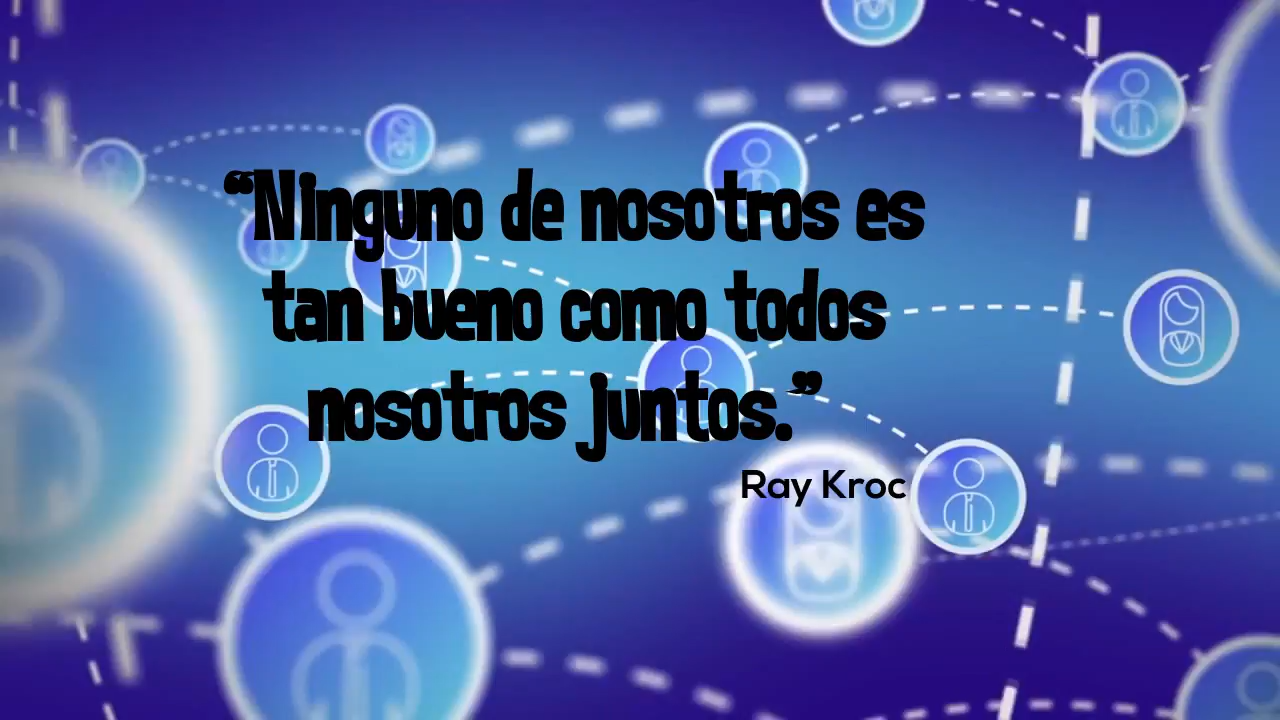 “Ninguno de nosotros es
tan bueno como todos
nosotros juntos.”
Ray Kroc